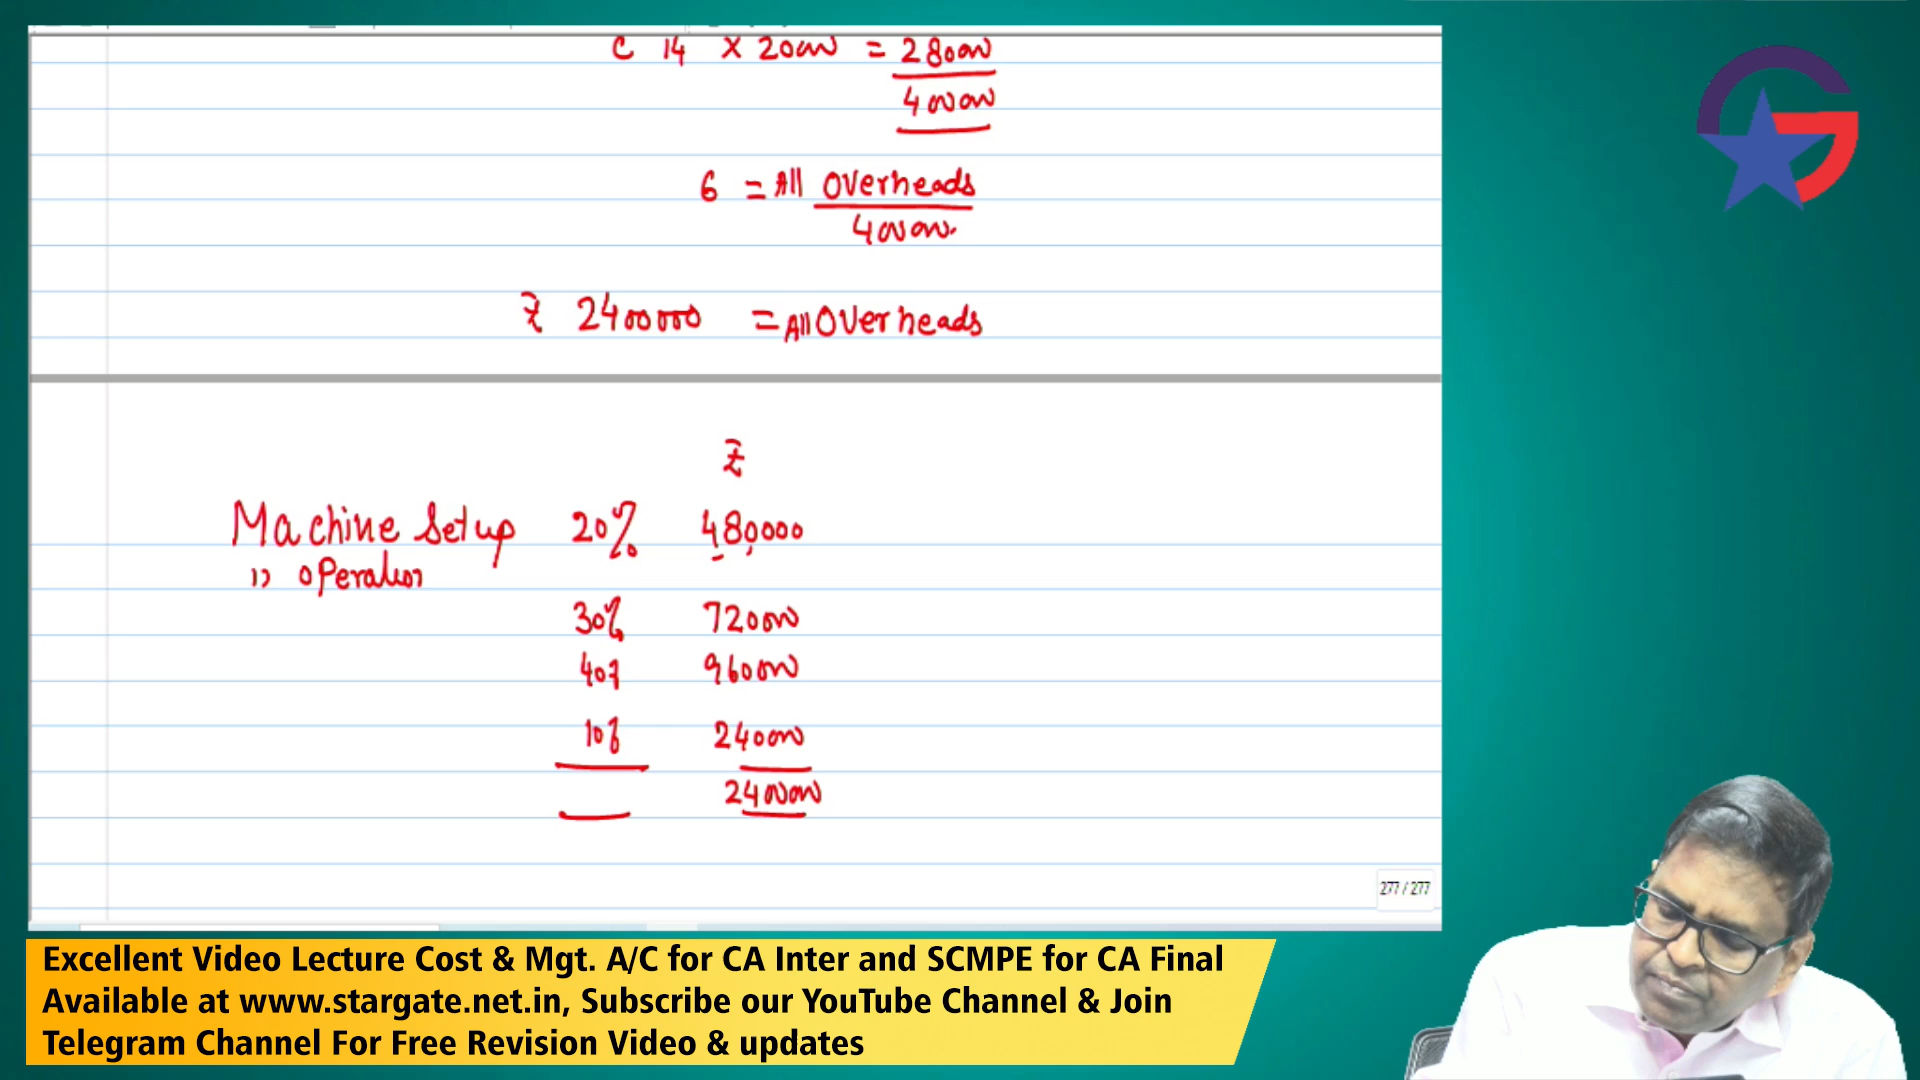 C 14 X 20000 = 280000
400000
6 = All Overheads
400000
₹ 2400000 = All Overheads
₹
Machine Setup 20% 480000
" operation
30% 720000
40% 960000
10% 240000
2400000
277 / 277
Excellent Video Lecture Cost & Mgt. A/C for CA Inter and SCMPE for CA Final
Available at www.stargate.net.in, Subscribe our YouTube Channel & Join
Telegram Channel For Free Revision Video & updates